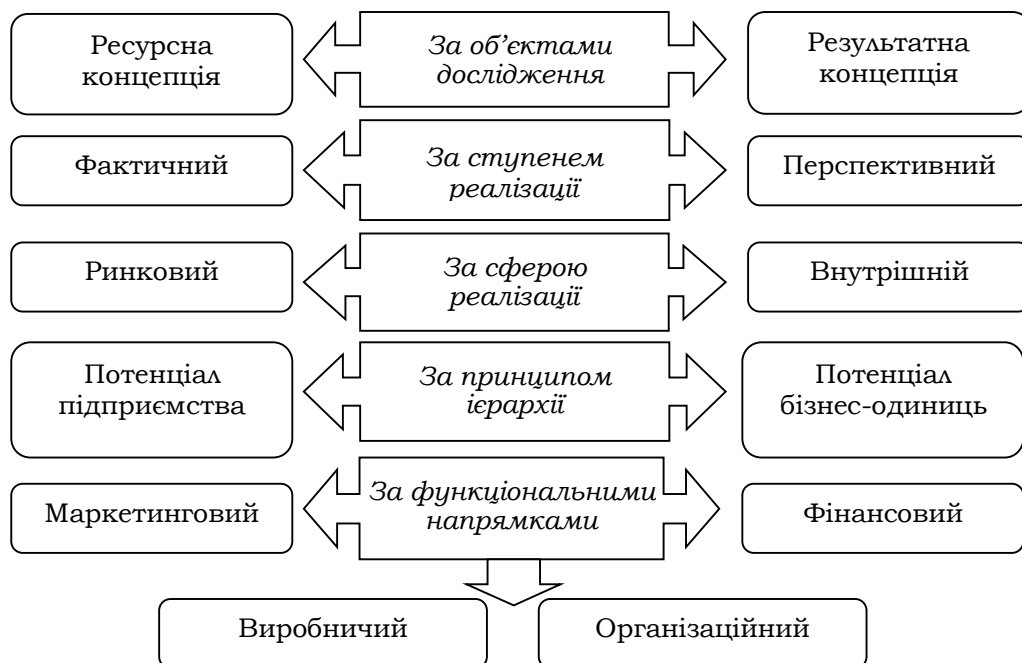 Ресурсна
концепція
За об’єктами
дослідження
Результатна
концепція
Фактичний
За ступенем
реалізації
Перспективний
Ринковий
За сферою
реалізації
Внутрішній
Потенціал
підприємства
За принципом
ієрархії
Потенціал
бізнес-одиниць
Маркетинговий
За функціональними
напрямками
Фінансовий
Виробничий
Організаційний